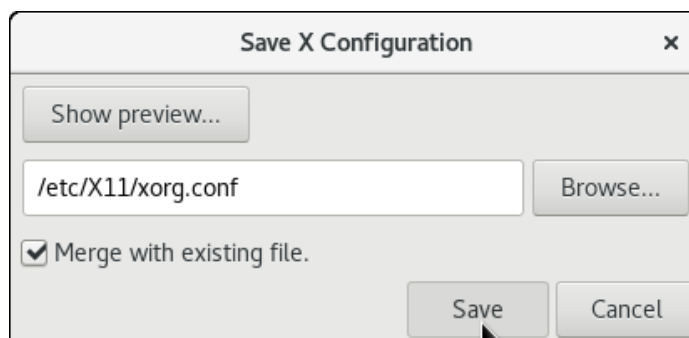 Save X Configuration
Show preview...
/etc/X11/xorg.conf
Browse...
Merge with existing file.
Save
Cancel